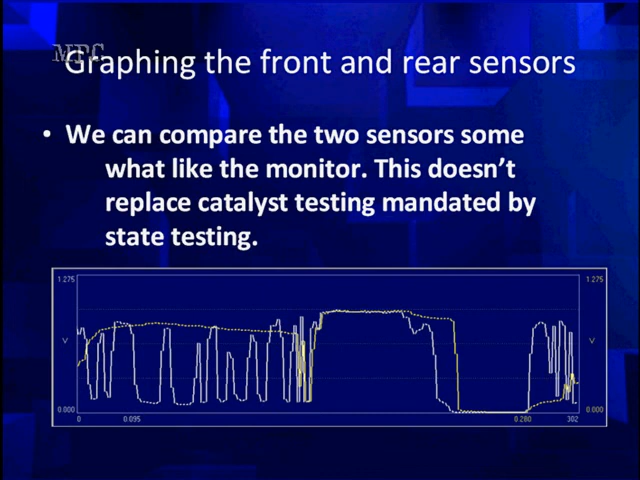 MFC
Graphing the front and rear sensors
• We can compare the two sensors some
what like the monitor. This doesn't
replace catalyst testing mandated by
state testing.
1.275 1.275
V V
0.000 0.000
0 0.095 0.280 302